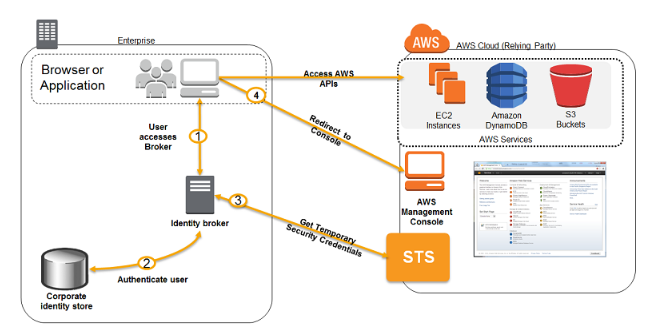 Enterprise
AWS
AWS Cloud (Relying Party)
Browser or
Application
Access AWS
APIs
EC2
Instances
Amazon
DynamoDB
S3
Buckets
AWS Services
4
Redirect to
Console
User
accesses
Broker
1
AWS
Management
Console
Identity broker
3
Get Temporary
Security Credentials
STS
2
Authenticate user
Corporate
identity store